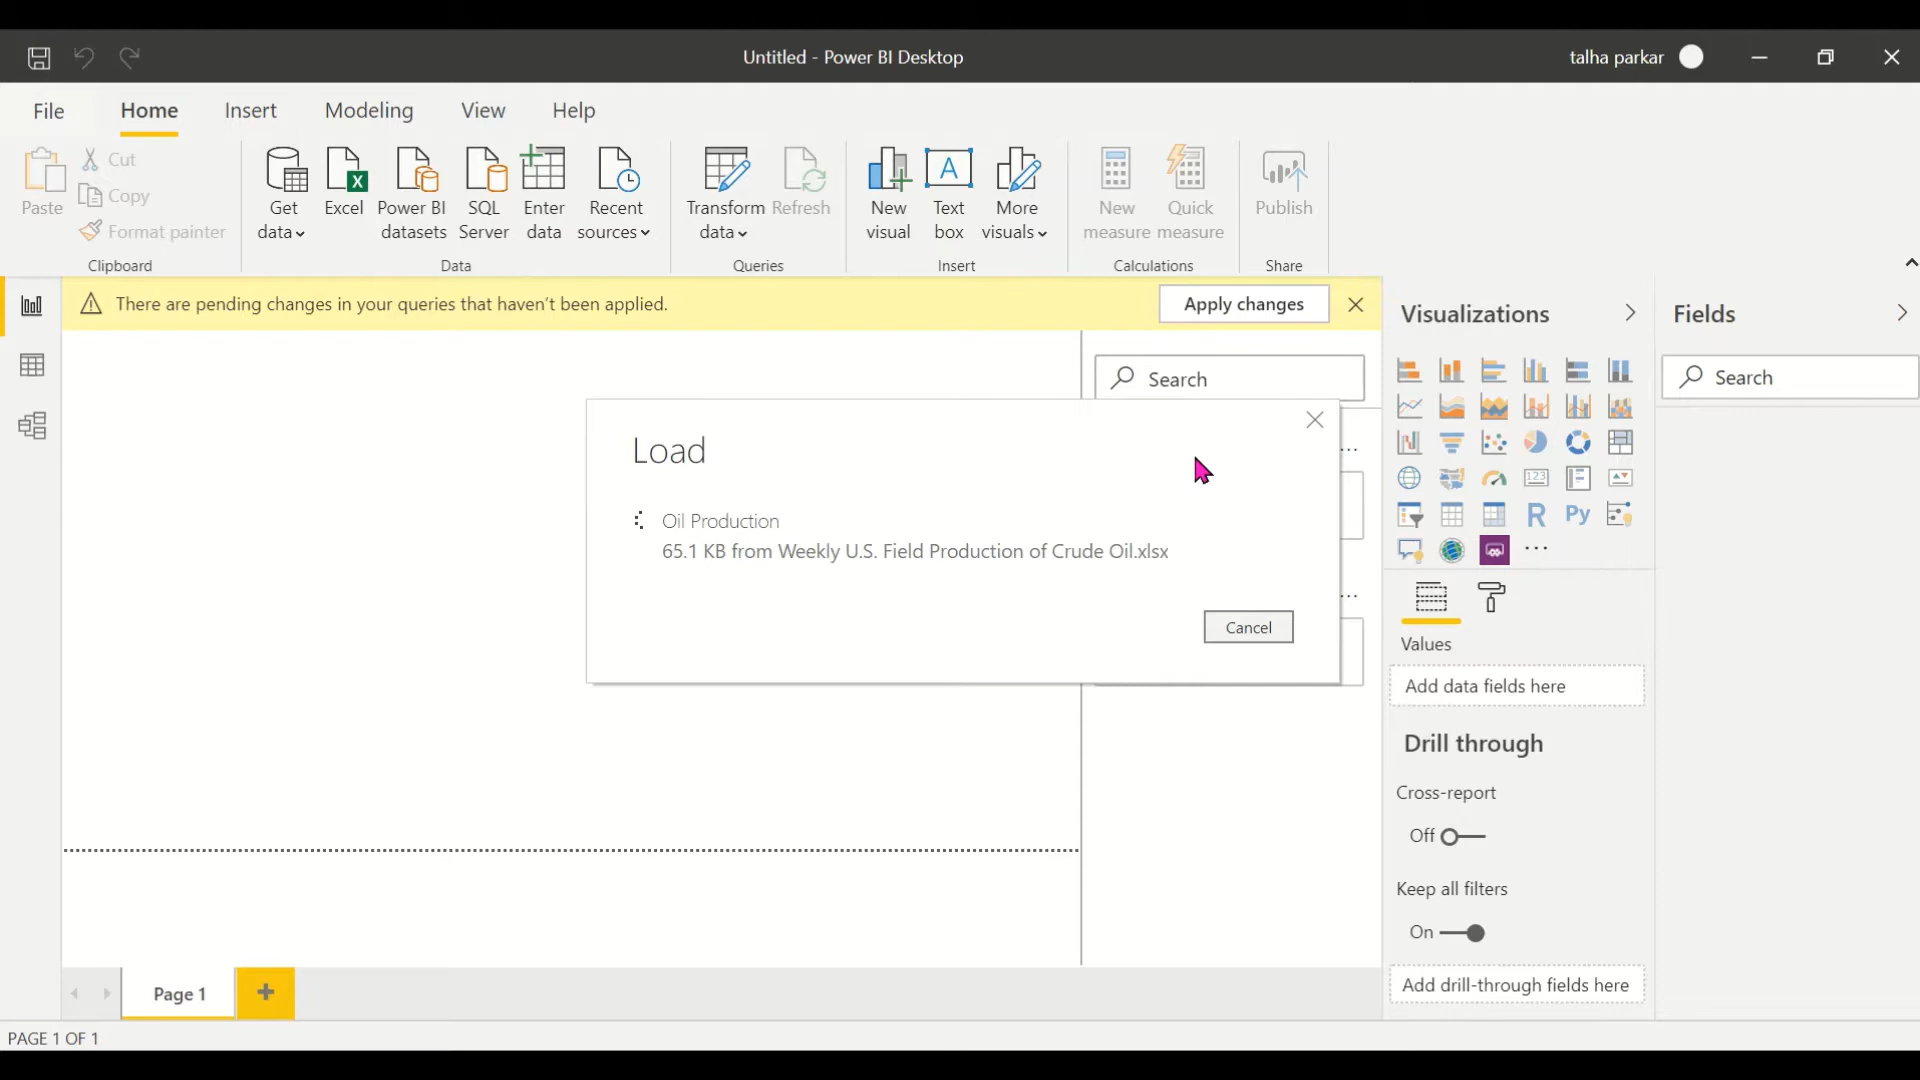 Untitled - Power BI Desktop
talha parkar
File
Home
Insert
Modeling
View
Help
Paste
Cut
Copy
Format painter
Clipboard
Get data
Excel
Power BI datasets
SQL Server
Enter data
Recent sources
Data
Transform data
Refresh
Queries
New visual
Text box
More visuals
Insert
New measure
Quick measure
Calculations
Publish
Share
There are pending changes in your queries that haven't been applied.
Apply changes
Search
Load
Oil Production
65.1 KB from Weekly U.S. Field Production of Crude Oil.xlsx
Cancel
Visualizations
123
R
Py
Values
Add data fields here
Drill through
Cross-report
Off
Keep all filters
On
Add drill-through fields here
Fields
Search
Page 1
PAGE 1 OF 1